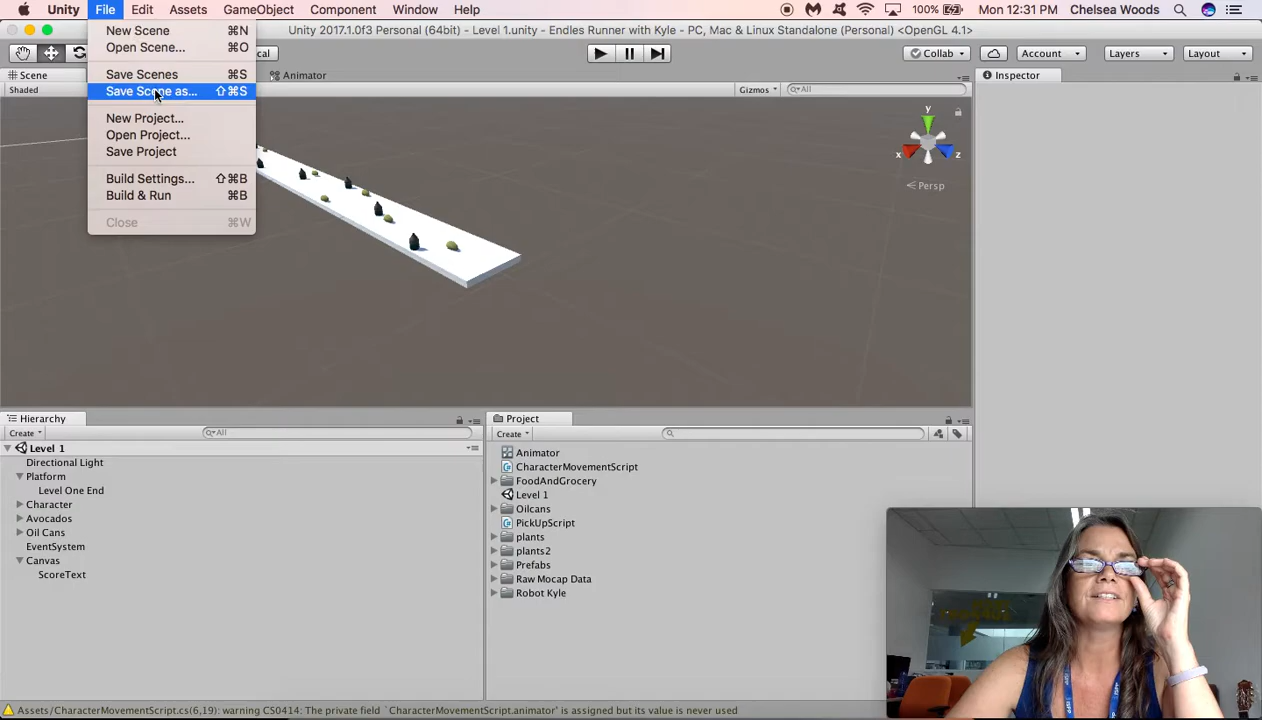 Unity File Edit Assets GameObject Component Window Help 100% Mon 12:31 PM Chelsea Woods
Unity 2017.1.0f3 Personal (64bit) - Level 1.unity - Endles Runner with Kyle - PC, Mac & Linux Standalone (Personal) <OpenGL 4.1>
New Scene ⌘N
Open Scene... ⌘O
Save Scenes ⌘S
Save Scene as... ⇧⌘S
New Project...
Open Project...
Save Project
Build Settings... ⇧⌘B
Build & Run ⌘B
Close ⌘W
Collab Account Layers Layout
Scene Animator Inspector
Shaded Gizmos All
y
x z
Persp
Hierarchy
Create All
Level 1
Directional Light
Platform
Level One End
Character
Avocados
Oil Cans
EventSystem
Canvas
ScoreText
Project
Create
Animator
CharacterMovementScript
FoodAndGrocery
Level 1
Oilcans
PickUpScript
plants
plants2
Prefabs
Raw Mocap Data
Robot Kyle
Assets/CharacterMovementScript.cs(6,19): warning CS0414: The private field `CharacterMovementScript.animator' is assigned but its value is never used